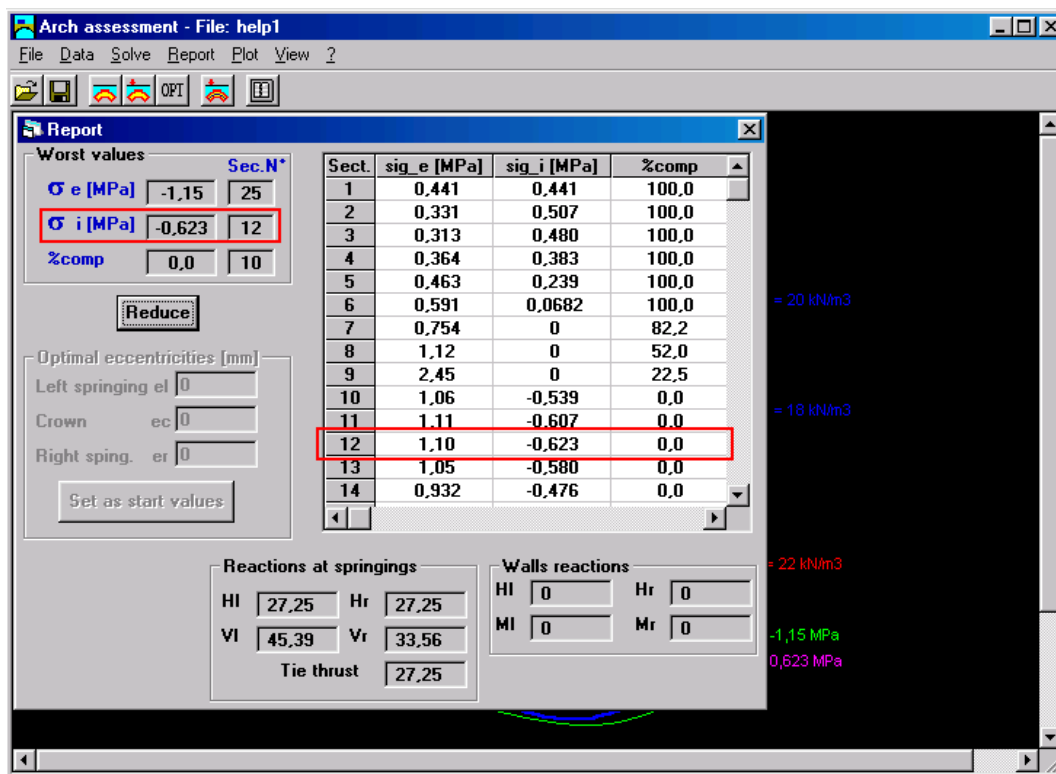 Arch assessment - File: help1
File Data Solve Report Plot View ?
OPT
Report
Worst values
Sec.N°
σ e [MPa] -1,15 25
σ i [MPa] -0,623 12
%comp 0,0 10
Reduce
Optimal eccentricities [mm]
Left springing el 0
Crown ec 0
Right sping. er 0
Set as start values
Sect. sig_e [MPa] sig_i [MPa] %comp
1 0,441 0,441 100,0
2 0,331 0,507 100,0
3 0,313 0,480 100,0
4 0,364 0,383 100,0
5 0,463 0,239 100,0
6 0,591 0,0682 100,0
7 0,754 0 82,2
8 1,12 0 52,0
9 2,45 0 22,5
10 1,06 -0,539 0,0
11 1,11 -0,607 0,0
12 1,10 -0,623 0,0
13 1,05 -0,580 0,0
14 0,932 -0,476 0,0
Reactions at springings
Hl 27,25 Hr 27,25
Vl 45,39 Vr 33,56
Tie thrust 27,25
Walls reactions
Hl 0 Hr 0
Ml 0 Mr 0
= 20 kN/m3
= 18 kN/m3
= 22 kN/m3
-1,15 MPa
0,623 MPa